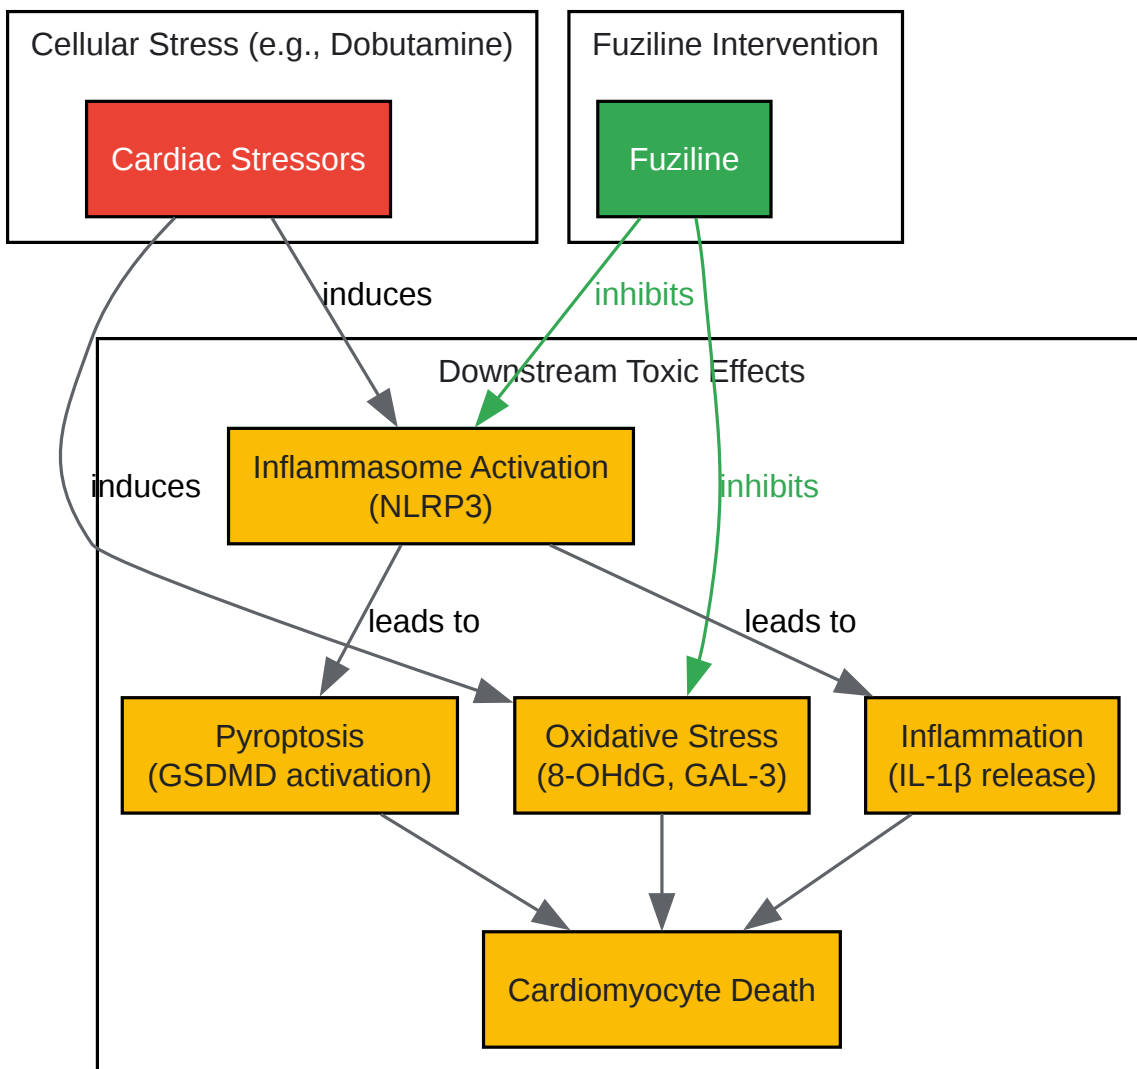 Cellular Stress (e.g., Dobutamine)
Fuziline Intervention
Cardiac Stressors
Fuziline
induces
inhibits
Downstream Toxic Effects
Inflammasome Activation
(NLRP3)
induces
inhibits
leads to
leads to
Pyroptosis
(GSDMD activation)
Oxidative Stress
(8-OHdG, GAL-3)
Inflammation
(IL-1β release)
Cardiomyocyte Death